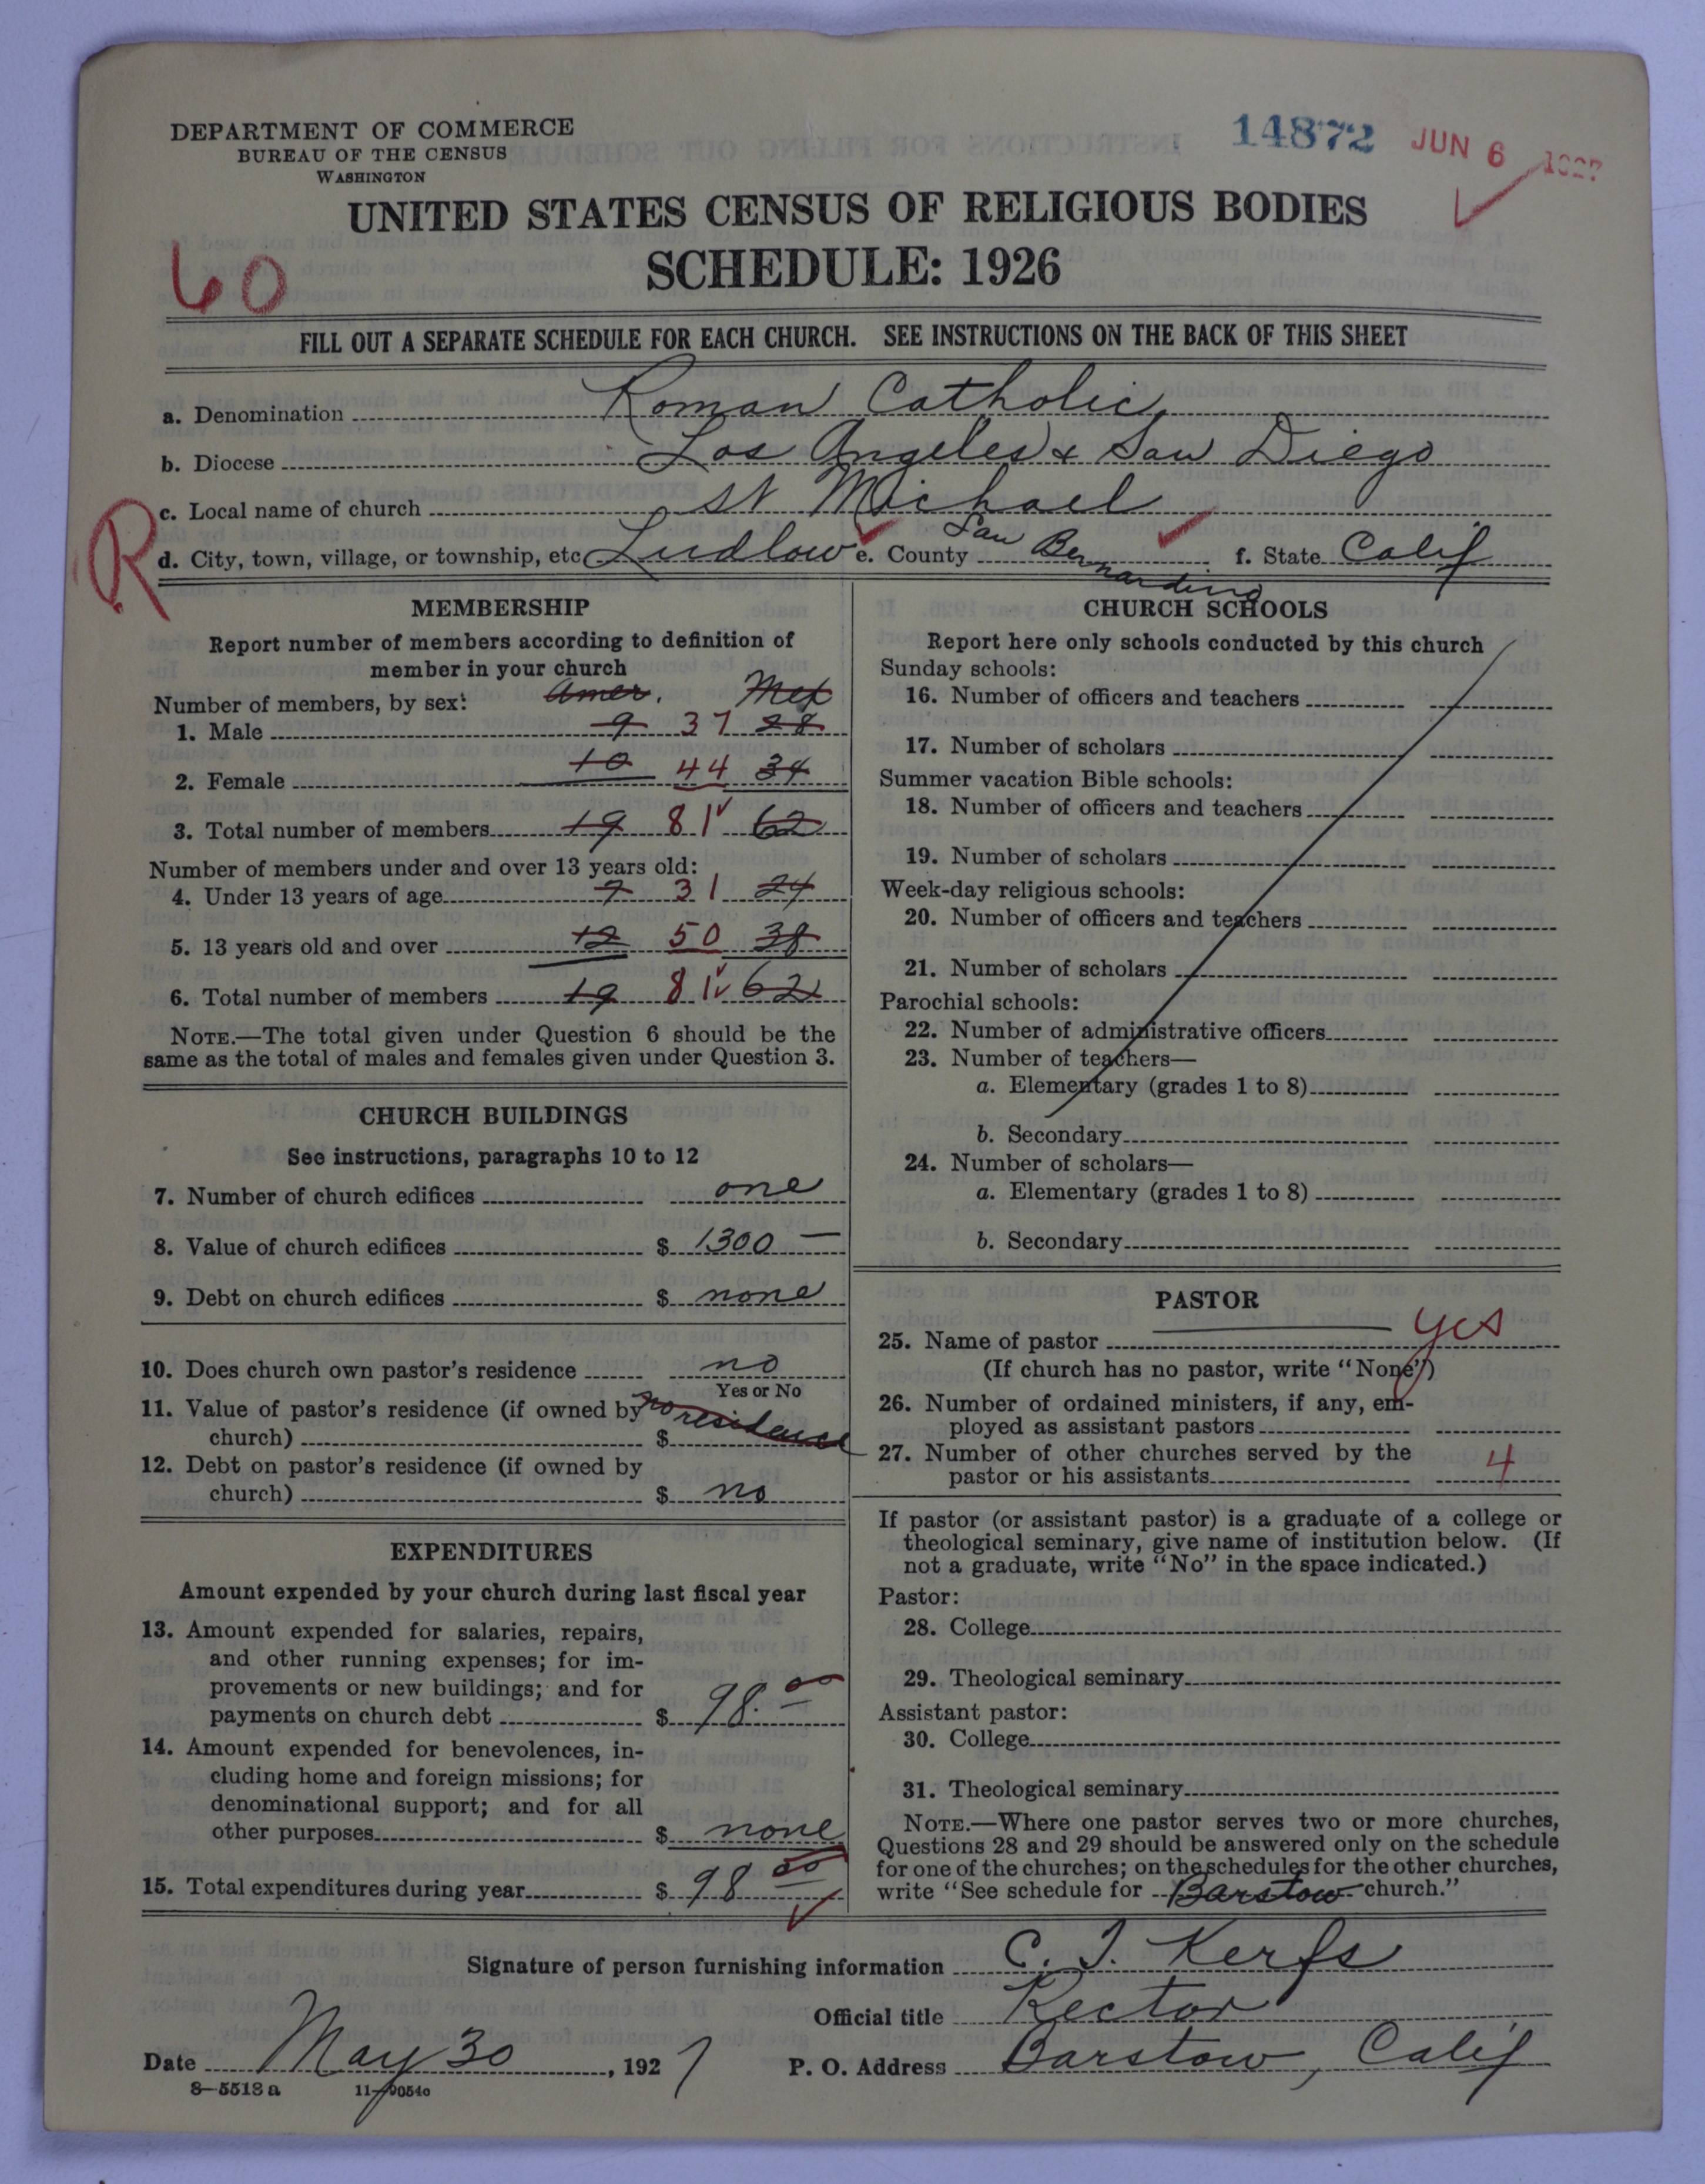 DEPARTMENT OF COMMERCE
BUREAU OF THE CENSUS
WASHINGTON
14872
JUN 6 1927
UNITED STATES CENSUS OF RELIGIOUS BODIES
SCHEDULE: 1926
60
FILL OUT A SEPARATE SCHEDULE FOR EACH CHURCH. SEE INSTRUCTIONS ON THE BACK OF THIS SHEET
a. Denomination Roman Catholic
b. Diocese Los Angeles & San Diego
c. Local name of church St Michael
R
d. City, town, village, or township, etc Ludlow e. County San Bernardino f. State Calif
MEMBERSHIP
Report number of members according to definition of
member in your church
Number of members, by sex: Amer. Mex
1. Male 9 37 28
2. Female 10 44 34
3. Total number of members 19 81 62
Number of members under and over 13 years old:
4. Under 13 years of age 7 31 24
5. 13 years old and over 12 50 38
6. Total number of members 19 81 62
NOTE.—The total given under Question 6 should be the
same as the total of males and females given under Question 3.
CHURCH BUILDINGS
See instructions, paragraphs 10 to 12
7. Number of church edifices one
8. Value of church edifices $ 1300 —
9. Debt on church edifices $ none
10. Does church own pastor's residence no
Yes or No
11. Value of pastor's residence (if owned by
church) $ no residence
12. Debt on pastor's residence (if owned by
church) $ no
EXPENDITURES
Amount expended by your church during last fiscal year
13. Amount expended for salaries, repairs,
and other running expenses; for im-
provements or new buildings; and for
payments on church debt $ 98.00
14. Amount expended for benevolences, in-
cluding home and foreign missions; for
denominational support; and for all
other purposes $ none
15. Total expenditures during year $ 98 00
CHURCH SCHOOLS
Report here only schools conducted by this church
Sunday schools:
16. Number of officers and teachers
17. Number of scholars
Summer vacation Bible schools:
18. Number of officers and teachers
19. Number of scholars
Week-day religious schools:
20. Number of officers and teachers
21. Number of scholars
Parochial schools:
22. Number of administrative officers
23. Number of teachers—
a. Elementary (grades 1 to 8)
b. Secondary
24. Number of scholars—
a. Elementary (grades 1 to 8)
b. Secondary
PASTOR
25. Name of pastor yes
(If church has no pastor, write "None")
26. Number of ordained ministers, if any, em-
ployed as assistant pastors
27. Number of other churches served by the
pastor or his assistants 4
If pastor (or assistant pastor) is a graduate of a college or
theological seminary, give name of institution below. (If
not a graduate, write "No" in the space indicated.)
Pastor:
28. College
29. Theological seminary
Assistant pastor:
30. College
31. Theological seminary
NOTE.—Where one pastor serves two or more churches,
Questions 28 and 29 should be answered only on the schedule
for one of the churches; on the schedules for the other churches,
write "See schedule for Barstow church."
Signature of person furnishing information C. J. Kerfs
Official title Rector
Date May 30, 1927 P. O. Address Barstow, Calif
8—5518 a 11—9054a